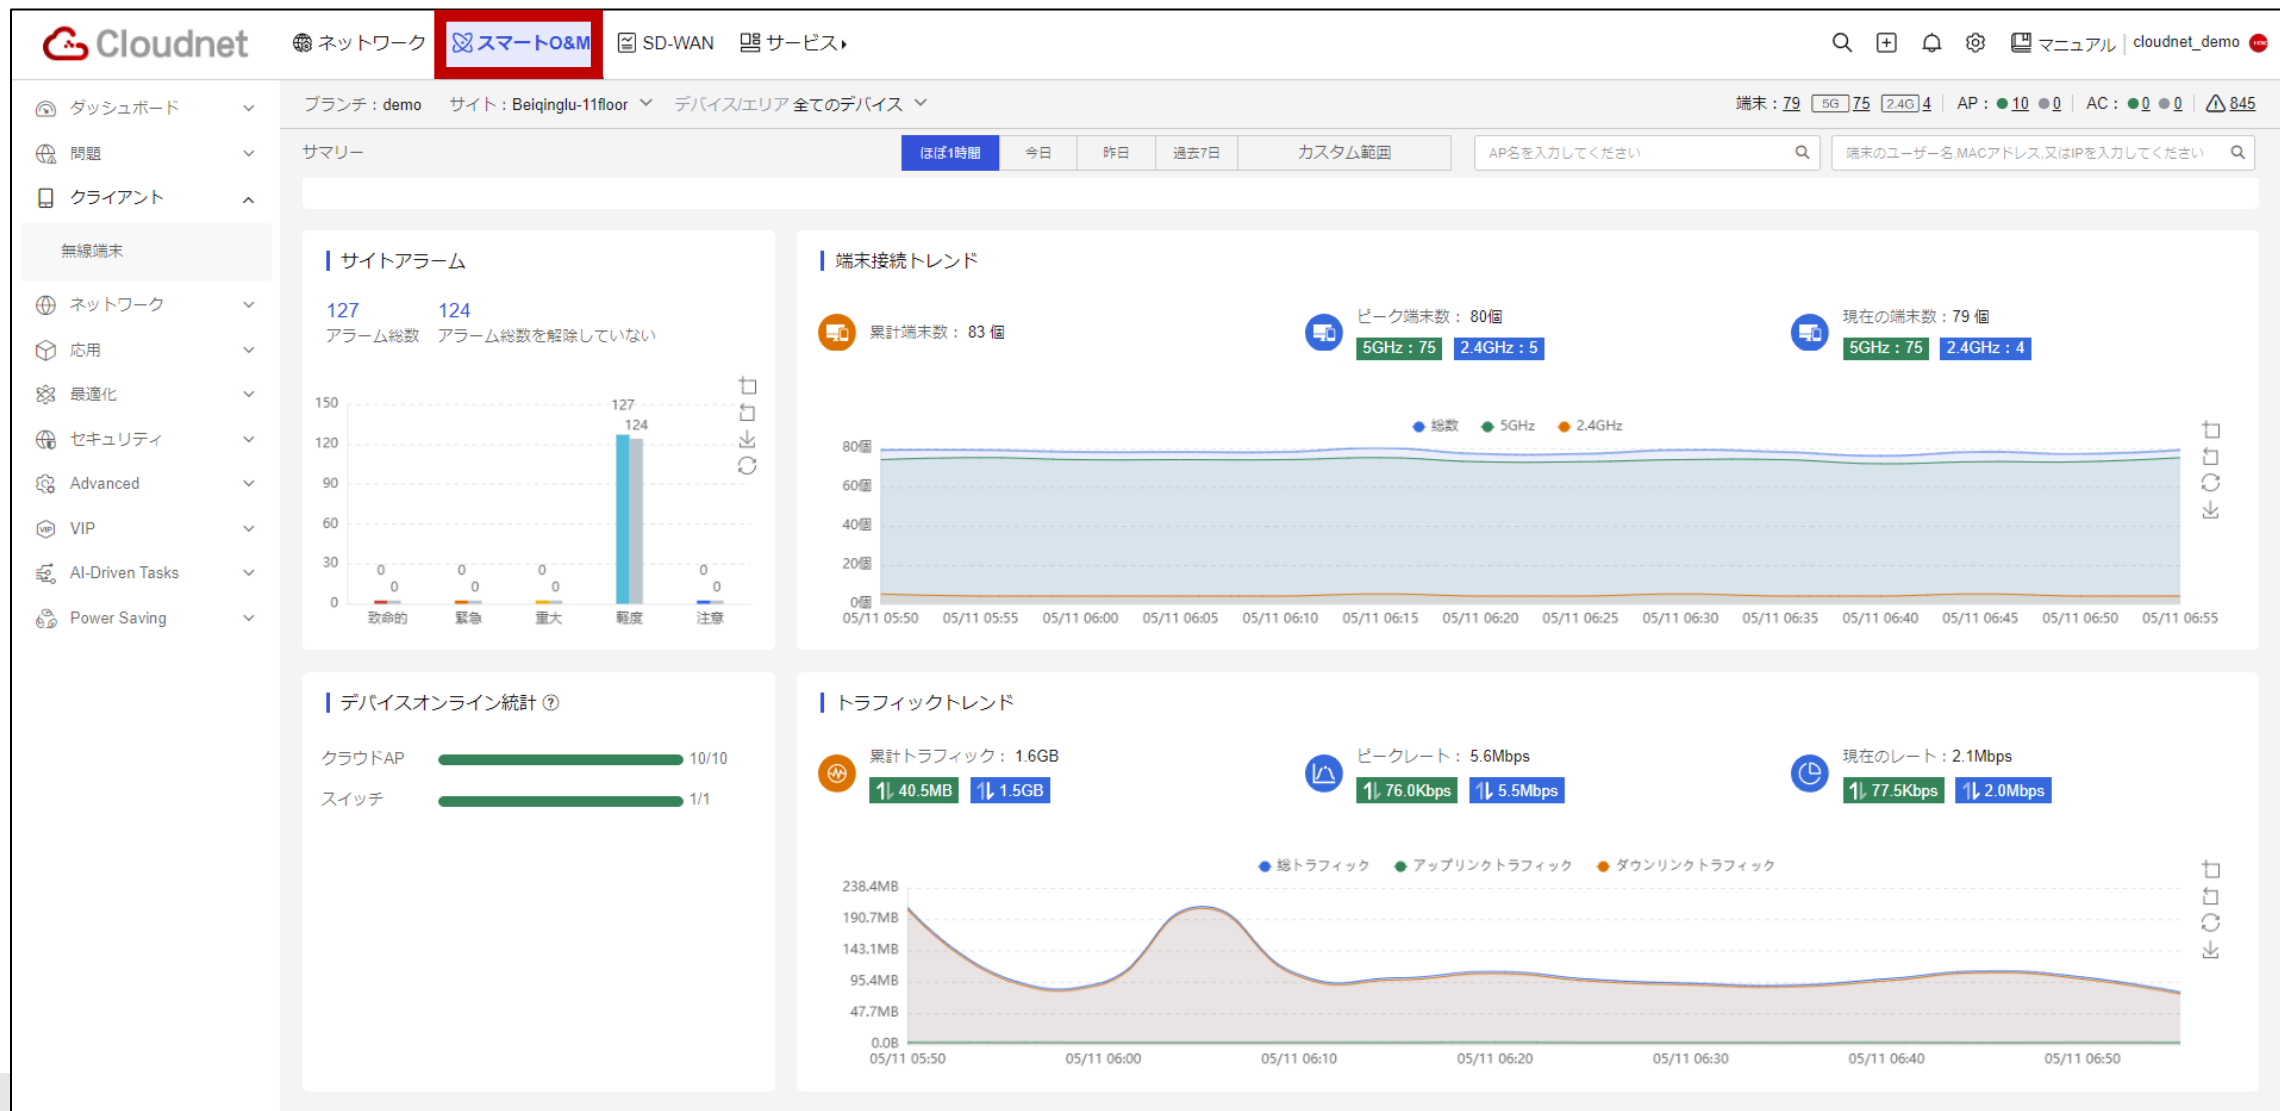 Cloudnet
ネットワーク スマートO&M SD-WAN サービス
マニュアル cloudnet_demo
ダッシュボード
問題
クライアント
無線端末
ネットワーク
応用
最適化
セキュリティ
Advanced
VIP
AI-Driven Tasks
Power Saving
ブランチ：demo サイト：Beiqinglu-11floor デバイス/エリア 全てのデバイス
端末：79 5G 75 2.4G 4 AP： 10 0 AC： 0 0 845
サマリー
ほぼ1時間 今日 昨日 過去7日 カスタム範囲
AP名を入力してください
端末のユーザー名,MACアドレス,又はIPを入力してください
サイトアラーム
127 124
アラーム総数 アラーム総数を解除していない
150
120
90
60
30
0
127
124
0 0 0 0
0 0 0 0
致命的 緊急 重大 軽度 注意
端末接続トレンド
累計端末数： 83 個
ピーク端末数： 80個
5GHz：75 2.4GHz：5
現在の端末数：79 個
5GHz：75 2.4GHz：4
総数 5GHz 2.4GHz
80個
60個
40個
20個
0個
05/11 05:50 05/11 05:55 05/11 06:00 05/11 06:05 05/11 06:10 05/11 06:15 05/11 06:20 05/11 06:25 05/11 06:30 05/11 06:35 05/11 06:40 05/11 06:45 05/11 06:50 05/11 06:55
デバイスオンライン統計
クラウドAP 10/10
スイッチ 1/1
トラフィックトレンド
累計トラフィック： 1.6GB
40.5MB 1.5GB
ピークレート： 5.6Mbps
76.0Kbps 5.5Mbps
現在のレート：2.1Mbps
77.5Kbps 2.0Mbps
総トラフィック アップリンクトラフィック ダウンリンクトラフィック
238.4MB
190.7MB
143.1MB
95.4MB
47.7MB
0.0B
05/11 05:50 05/11 06:00 05/11 06:10 05/11 06:20 05/11 06:30 05/11 06:40 05/11 06:50